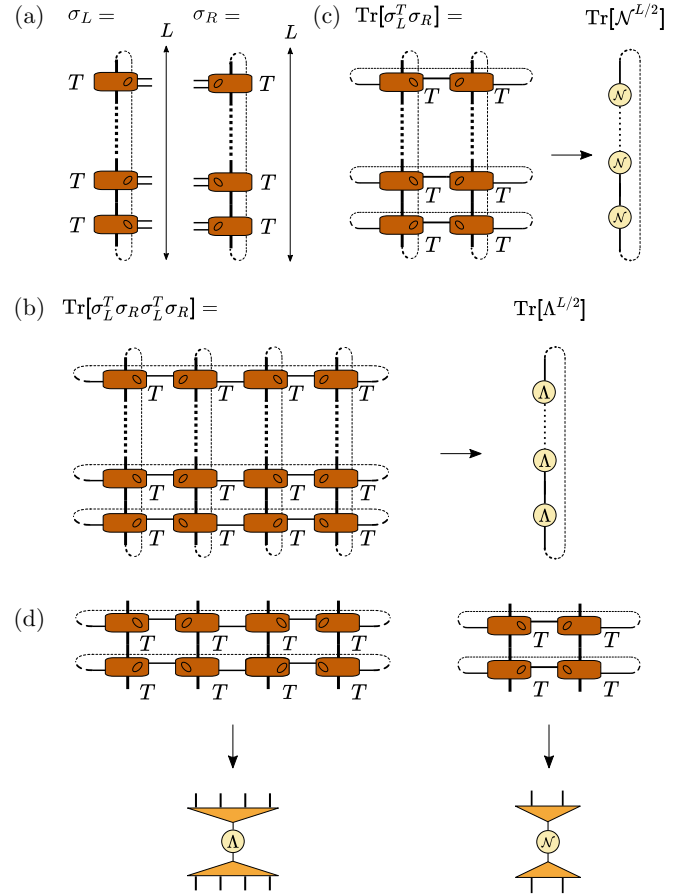 (a) σ_L = L σ_R = (c) Tr[σ_L^T σ_R] = Tr[𝒩^{L/2}]
T T T T 𝒩
T T T T 𝒩
T T T T 𝒩
(b) Tr[σ_L^T σ_R σ_L^T σ_R] = Tr[Λ^{L/2}]
T T T T Λ
T T T T Λ
T T T T Λ
(d) T T T T T T
T T T T T T
Λ 𝒩